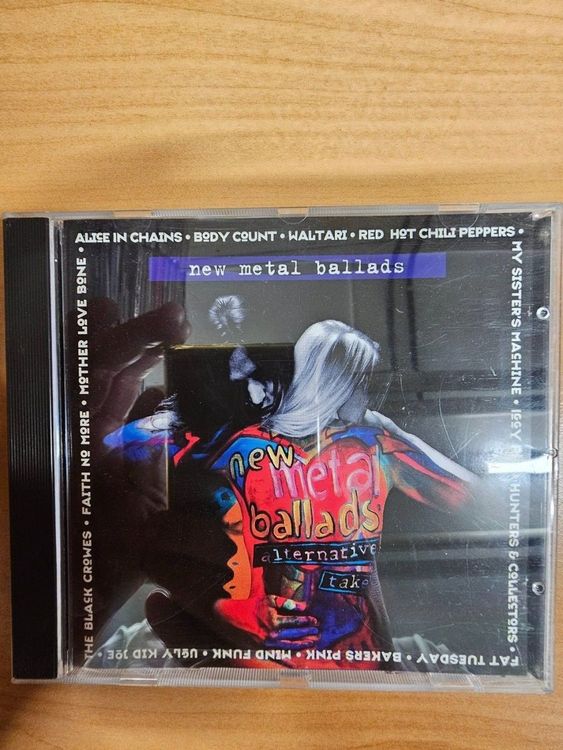 ALICE IN CHAINS • BODY COUNT • WALTARI • RED HOT CHILI PEPPERS •
MY SISTER'S MACHINE • IGGY HUNTERS & COLLECTORS •
FAT TUESDAY • BAKERS PINK • MIND FUNK • UGLY KID JOE •
THE BLACK CROWES • FAITH NO MORE • MOTHER LOVE BONE •
new metal ballads
new
metal
ballads
alternative